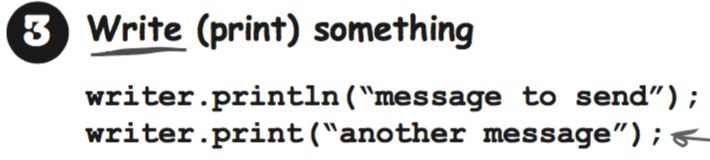 3 Write (print) something
writer.println(“message to send”);
writer.print(“another message”);